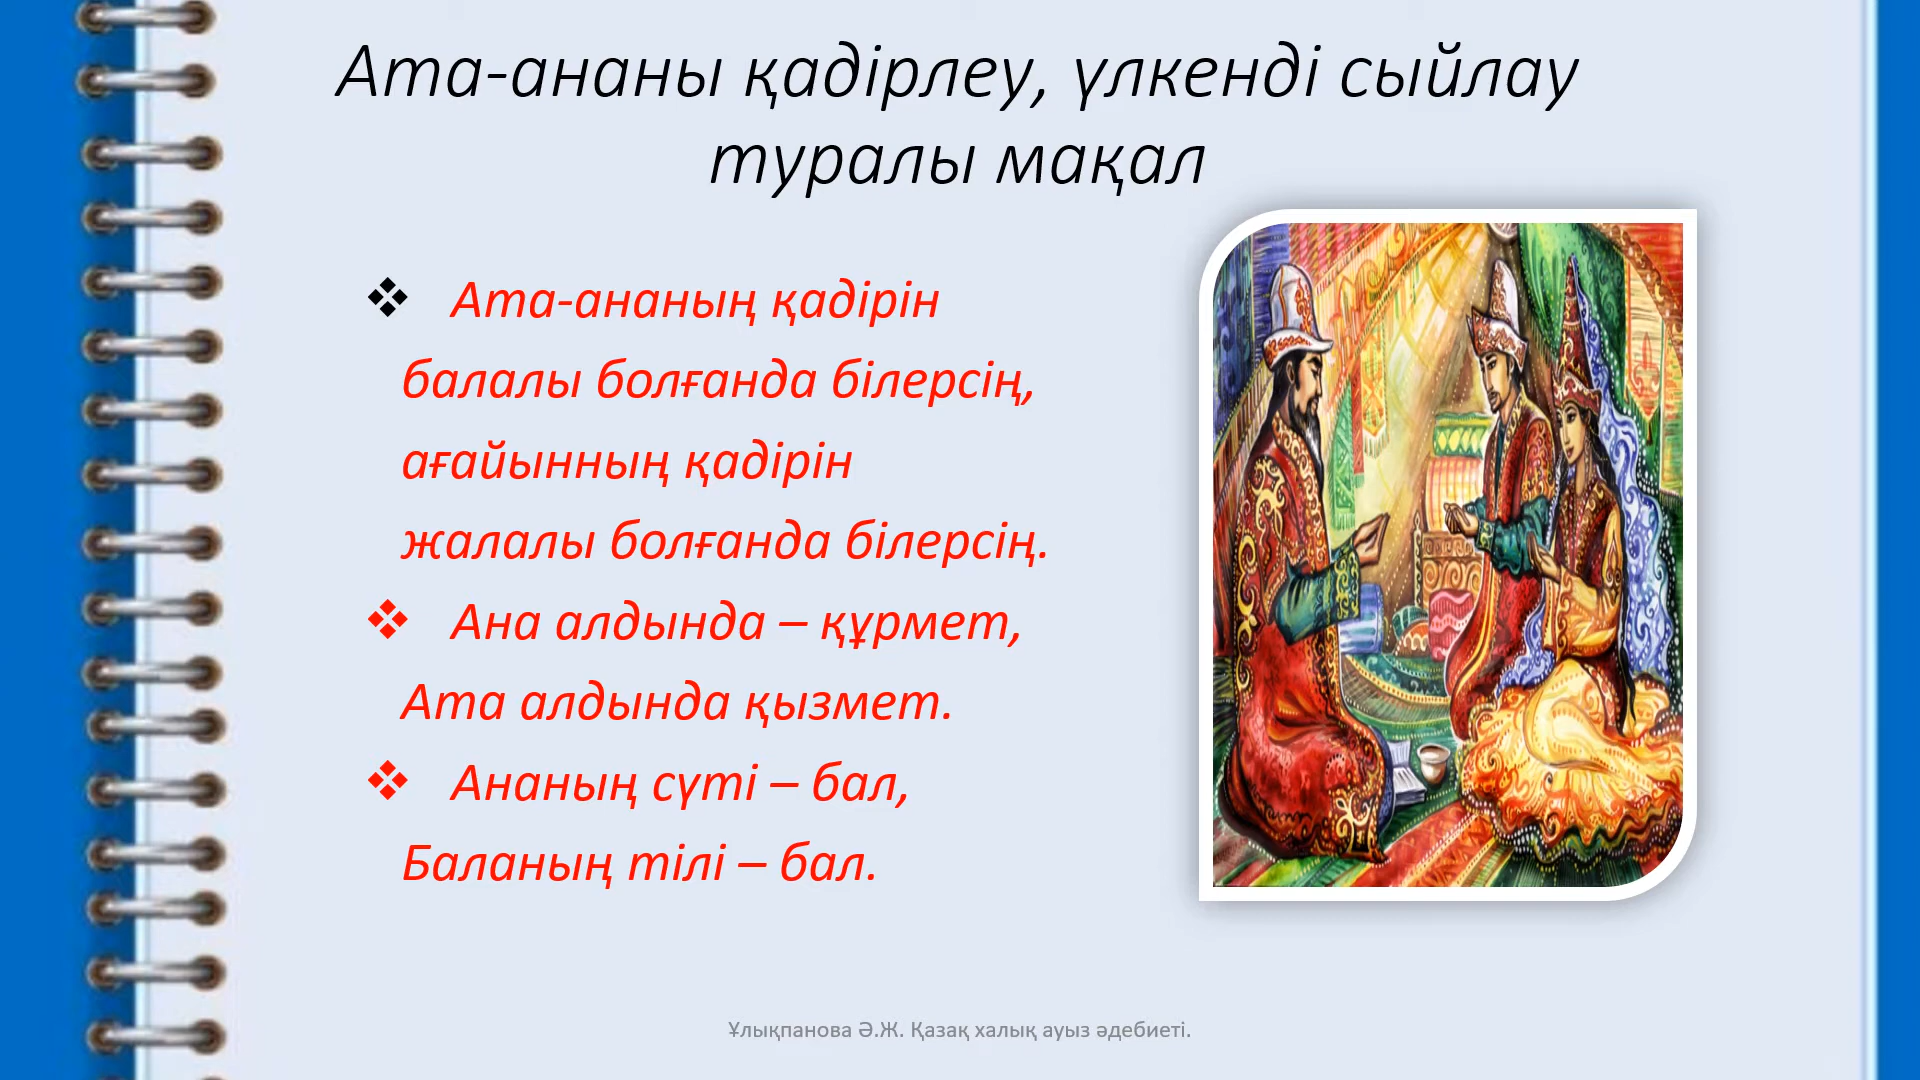 Ата-ананы қадірлеу, үлкенді сыйлау
туралы мақал
❖ Ата-ананың қадірін
балалы болғанда білерсің,
ағайынның қадірін
жалалы болғанда білерсің.
❖ Ана алдында – құрмет,
Ата алдында қызмет.
❖ Ананың сүті – бал,
Баланың тілі – бал.
Ұлықпанова Ә.Ж. Қазақ халық ауыз әдебиеті.